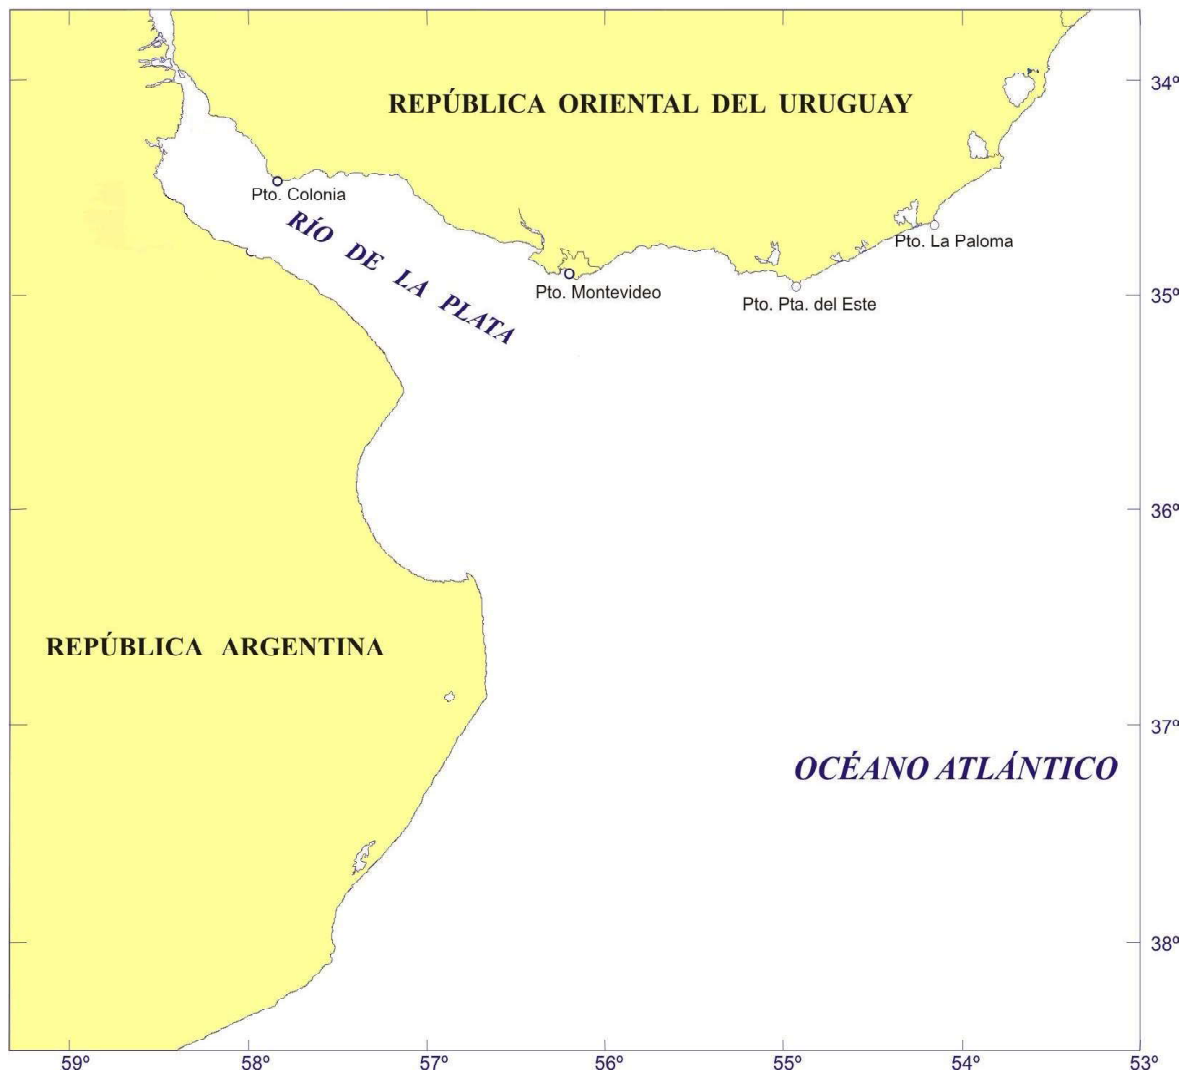 34º
REPÚBLICA ORIENTAL DEL URUGUAY
Pto. Colonia
RÍO DE LA PLATA
Pto. La Paloma
Pto. Montevideo
Pto. Pta. del Este
35º
36º
REPÚBLICA ARGENTINA
37º
OCÉANO ATLÁNTICO
38º
59º 58º 57º 56º 55º 54º 53º